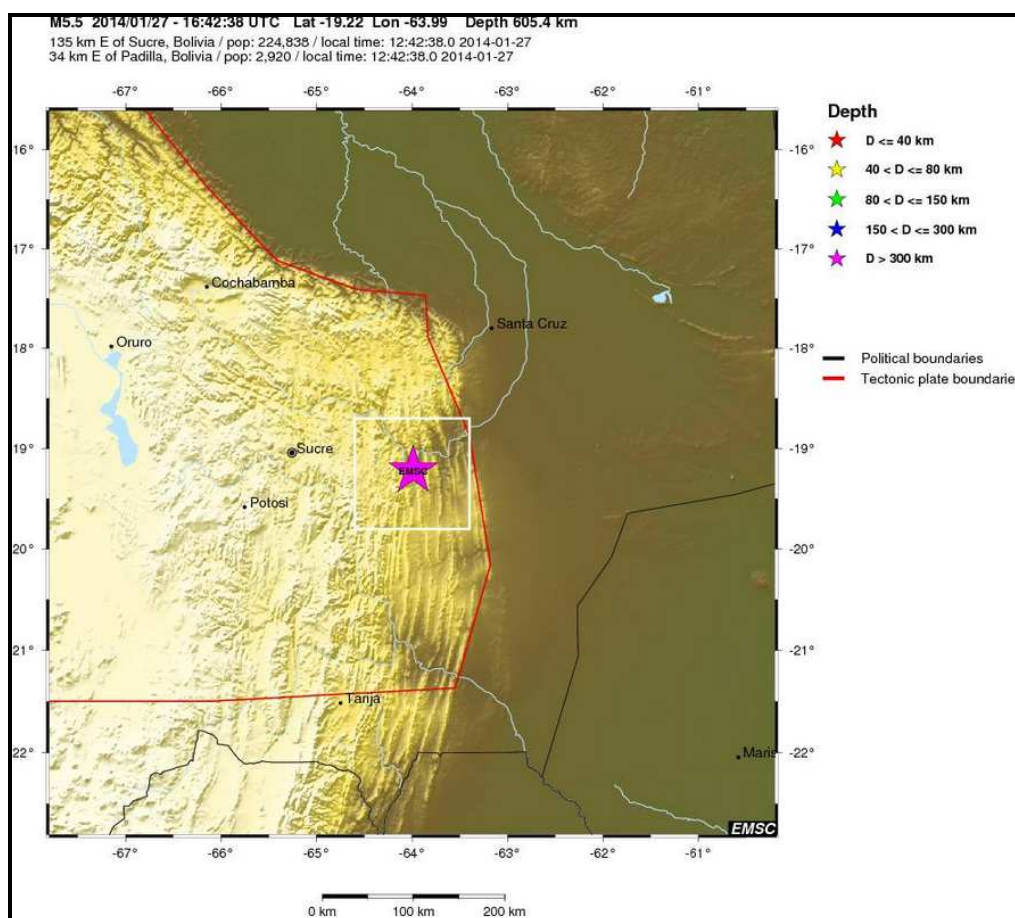 M5.5 2014/01/27 - 16:42:38 UTC Lat -19.22 Lon -63.99 Depth 605.4 km
135 km E of Sucre, Bolivia / pop: 224,838 / local time: 12:42:38.0 2014-01-27
34 km E of Padilla, Bolivia / pop: 2,920 / local time: 12:42:38.0 2014-01-27
-67° -66° -65° -64° -63° -62° -61°
Depth
D <= 40 km
40 < D <= 80 km
80 < D <= 150 km
150 < D <= 300 km
D > 300 km
-16° -16°
-17° -17°
Cochabamba
Santa Cruz
Oruro
-18° -18°
Political boundaries
Tectonic plate boundarie
-19° -19°
Sucre
EMSC
Potosi
-20° -20°
-21° -21°
Tarija
-22° -22°
Maris
EMSC
-67° -66° -65° -64° -63° -62° -61°
0 km 100 km 200 km